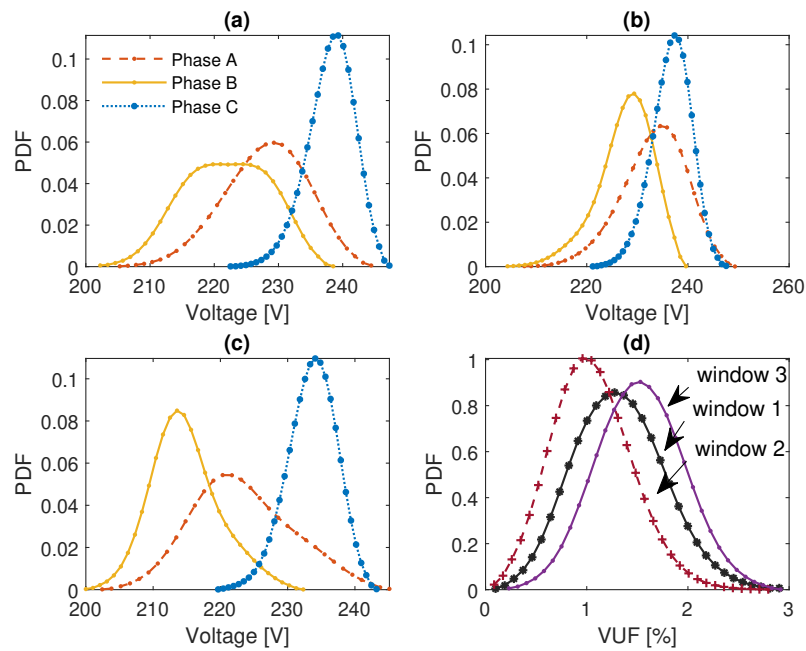 (a)
0.1
0.08
0.06
0.04
0.02
0
PDF
Phase A
Phase B
Phase C
200 210 220 230 240
Voltage [V]
(b)
0.1
0.08
0.06
0.04
0.02
0
PDF
200 220 240 260
Voltage [V]
(c)
0.1
0.08
0.06
0.04
0.02
0
PDF
200 210 220 230 240
Voltage [V]
(d)
1
0.8
0.6
0.4
0.2
0
PDF
window 3
window 1
window 2
0 1 2 3
VUF [%]